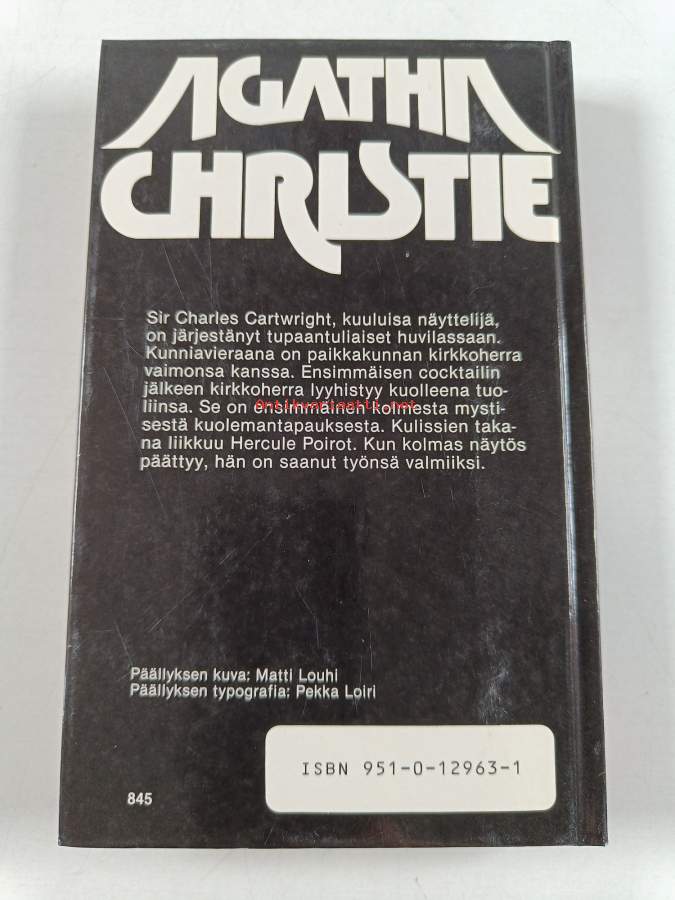 AGATHA
CHRISTIE
Sir Charles Cartwright, kuuluisa näyttelijä,
on järjestänyt tupaantuliaiset huvilassaan.
Kunniavieraana on paikkakunnan kirkkoherra
vaimonsa kanssa. Ensimmäisen cocktailin
jälkeen kirkkoherra lyyhistyy kuolleena tuo-
liinsa. Se on ensimmäinen kolmesta mysti-
sestä kuolemantapauksesta. Kulissien taka-
na liikkuu Hercule Poirot. Kun kolmas näytös
päättyy, hän on saanut työnsä valmiiksi.
Antikvariaatti.net
Päällyksen kuva: Matti Louhi
Päällyksen typografia: Pekka Loiri
ISBN 951-0-12963-1
845